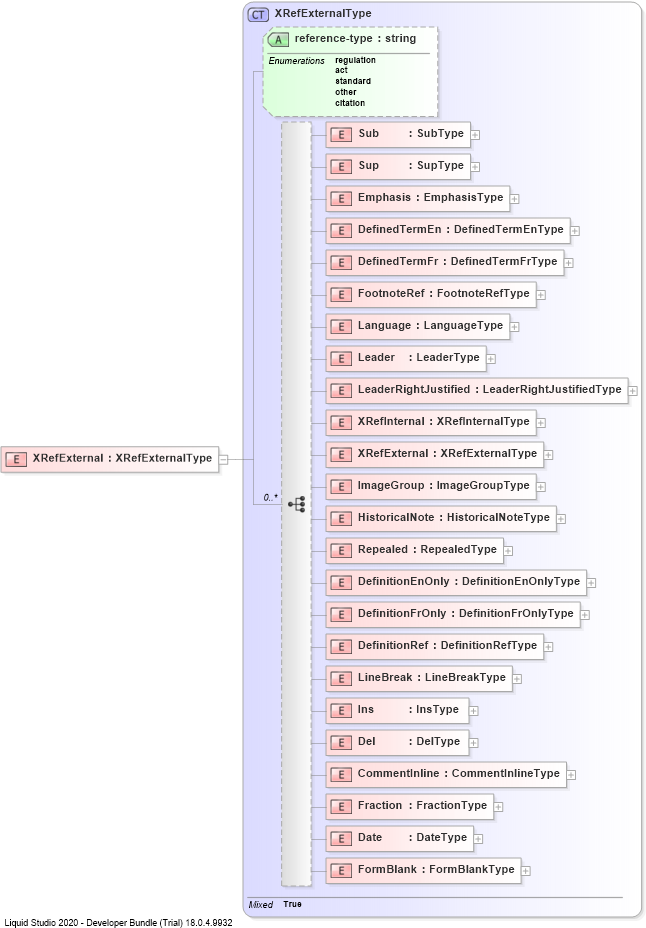 CT XRefExternalType
A reference-type : string
Enumerations regulation
act
standard
other
citation
E Sub : SubType
E Sup : SupType
E Emphasis : EmphasisType
E DefinedTermEn : DefinedTermEnType
E DefinedTermFr : DefinedTermFrType
E FootnoteRef : FootnoteRefType
E Language : LanguageType
E Leader : LeaderType
E LeaderRightJustified : LeaderRightJustifiedType
E XRefInternal : XRefInternalType
E XRefExternal : XRefExternalType
E XRefExternal : XRefExternalType
E ImageGroup : ImageGroupType
0..*
E HistoricalNote : HistoricalNoteType
E Repealed : RepealedType
E DefinitionEnOnly : DefinitionEnOnlyType
E DefinitionFrOnly : DefinitionFrOnlyType
E DefinitionRef : DefinitionRefType
E LineBreak : LineBreakType
E Ins : InsType
E Del : DelType
E CommentInline : CommentInlineType
E Fraction : FractionType
E Date : DateType
E FormBlank : FormBlankType
Mixed True
Liquid Studio 2020 - Developer Bundle (Trial) 18.0.4.9932